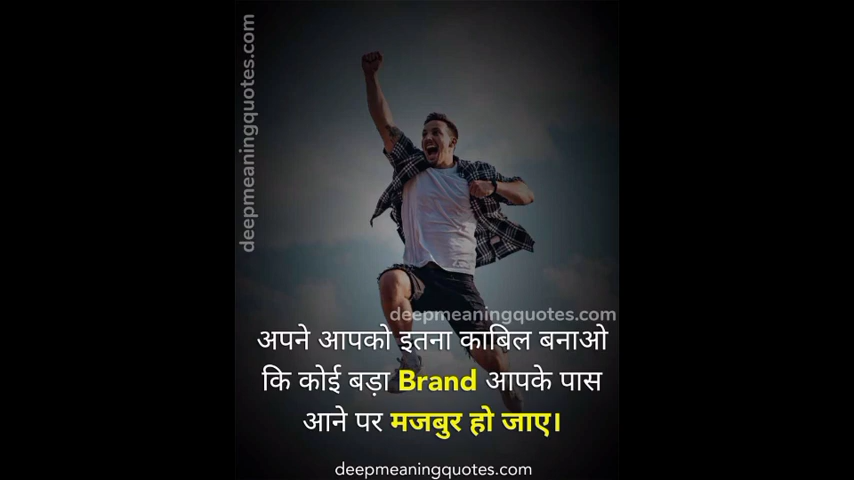 deepmeaningquotes.com
deepmeaningquotes.com
अपने आपको इतना काबिल बनाओ
कि कोई बड़ा Brand आपके पास
आने पर मजबुर हो जाए।
deepmeaningquotes.com